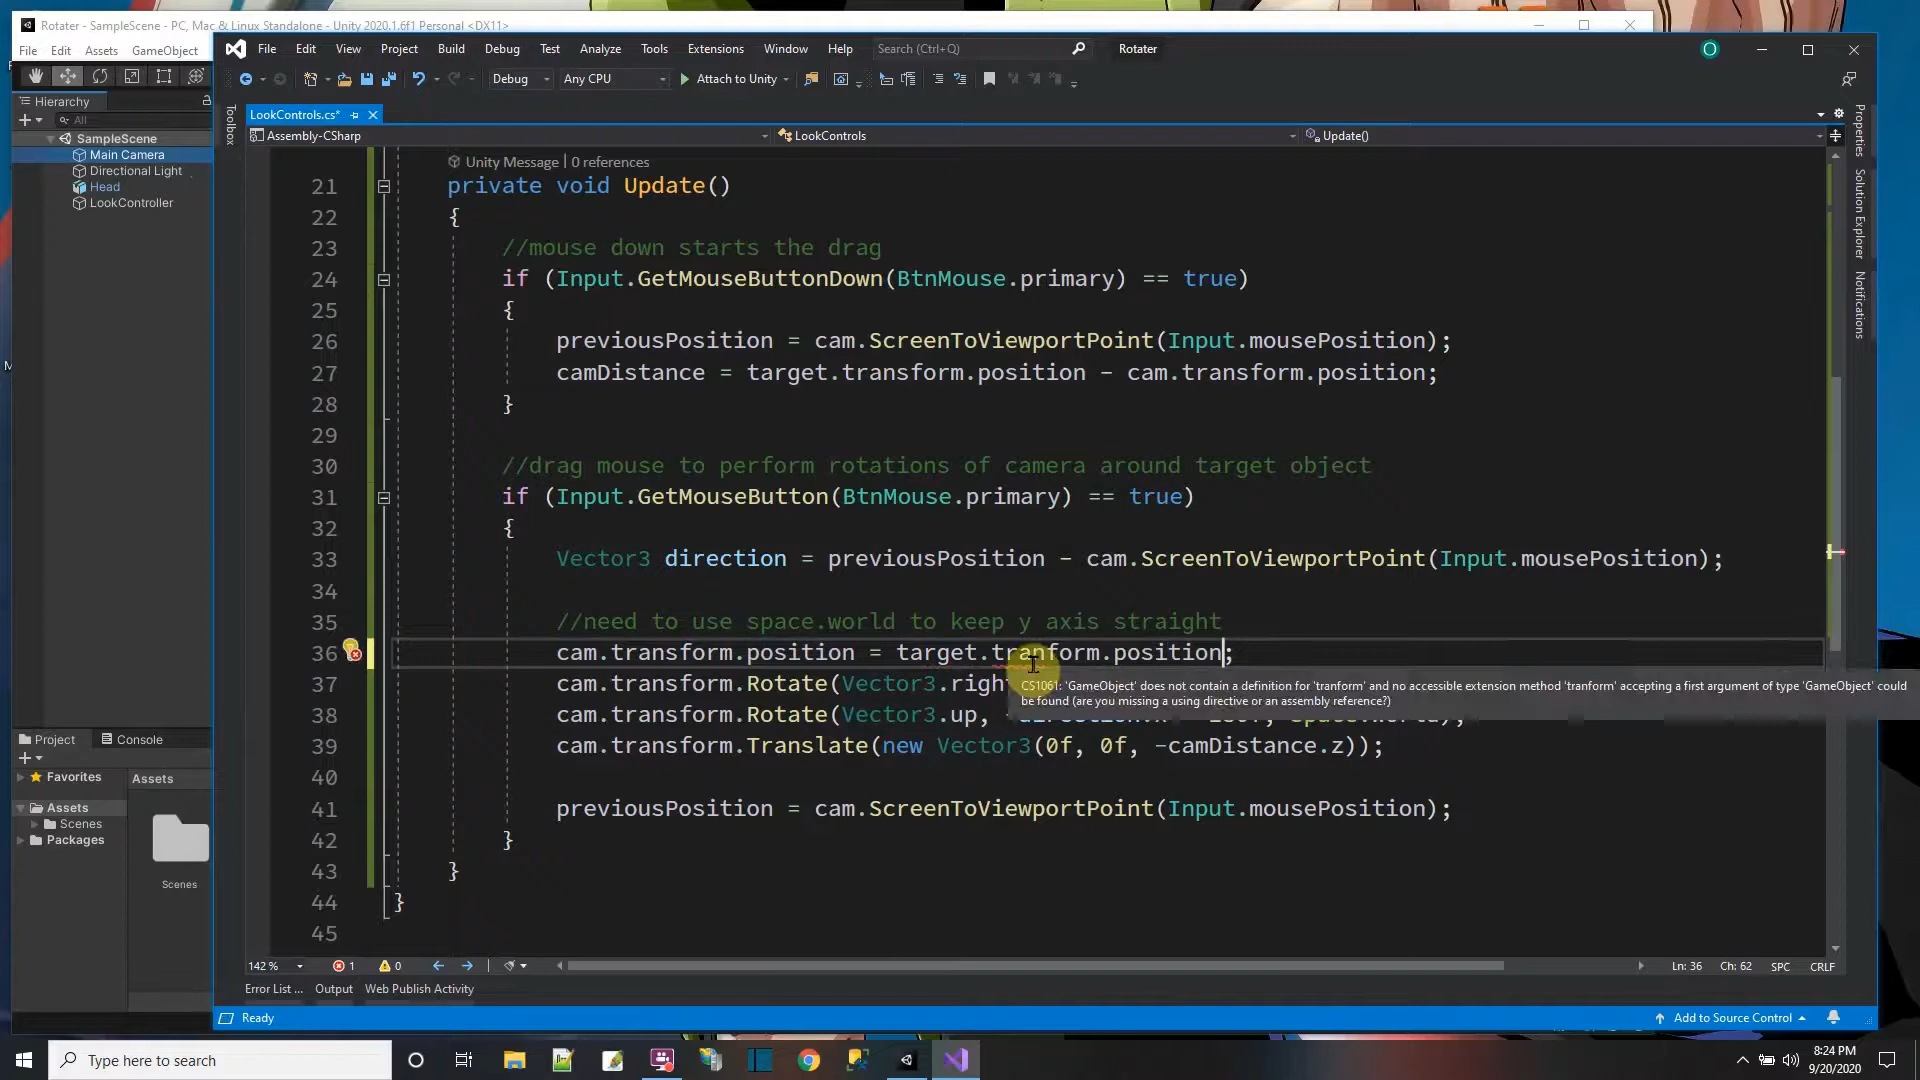 Rotater - SampleScene - PC, Mac & Linux Standalone - Unity 2020.1.6f1 Personal <DX11>
File Edit Assets GameObject
File Edit View Project Build Debug Test Analyze Tools Extensions Window Help Search (Ctrl+Q) Rotater O
Debug Any CPU Attach to Unity
Hierarchy
All
SampleScene
Main Camera
Directional Light
Head
LookController
Toolbox
LookControls.cs*
Assembly-CSharp LookControls Update()
Properties
Solution Explorer
Notifications
Unity Message | 0 references
21 private void Update()
22 {
23 //mouse down starts the drag
24 if (Input.GetMouseButtonDown(BtnMouse.primary) == true)
25 {
26 previousPosition = cam.ScreenToViewportPoint(Input.mousePosition);
27 camDistance = target.transform.position - cam.transform.position;
28 }
29
30 //drag mouse to perform rotations of camera around target object
31 if (Input.GetMouseButton(BtnMouse.primary) == true)
32 {
33 Vector3 direction = previousPosition - cam.ScreenToViewportPoint(Input.mousePosition);
34
35 //need to use space.world to keep y axis straight
36 cam.transform.position = target.tranform.position;
37 cam.transform.Rotate(Vector3.right
CS1061: 'GameObject' does not contain a definition for 'tranform' and no accessible extension method 'tranform' accepting a first argument of type 'GameObject' could
be found (are you missing a using directive or an assembly reference?)
38 cam.transform.Rotate(Vector3.up,
39 cam.transform.Translate(new Vector3(0f, 0f, -camDistance.z));
40
41 previousPosition = cam.ScreenToViewportPoint(Input.mousePosition);
42 }
43 }
44 }
45
Project Console
Favorites
Assets
Scenes
Packages
Assets
Scenes
142 % 1 0 Ln: 36 Ch: 62 SPC CRLF
Error List ... Output Web Publish Activity
Ready Add to Source Control
Type here to search
8:24 PM
9/20/2020